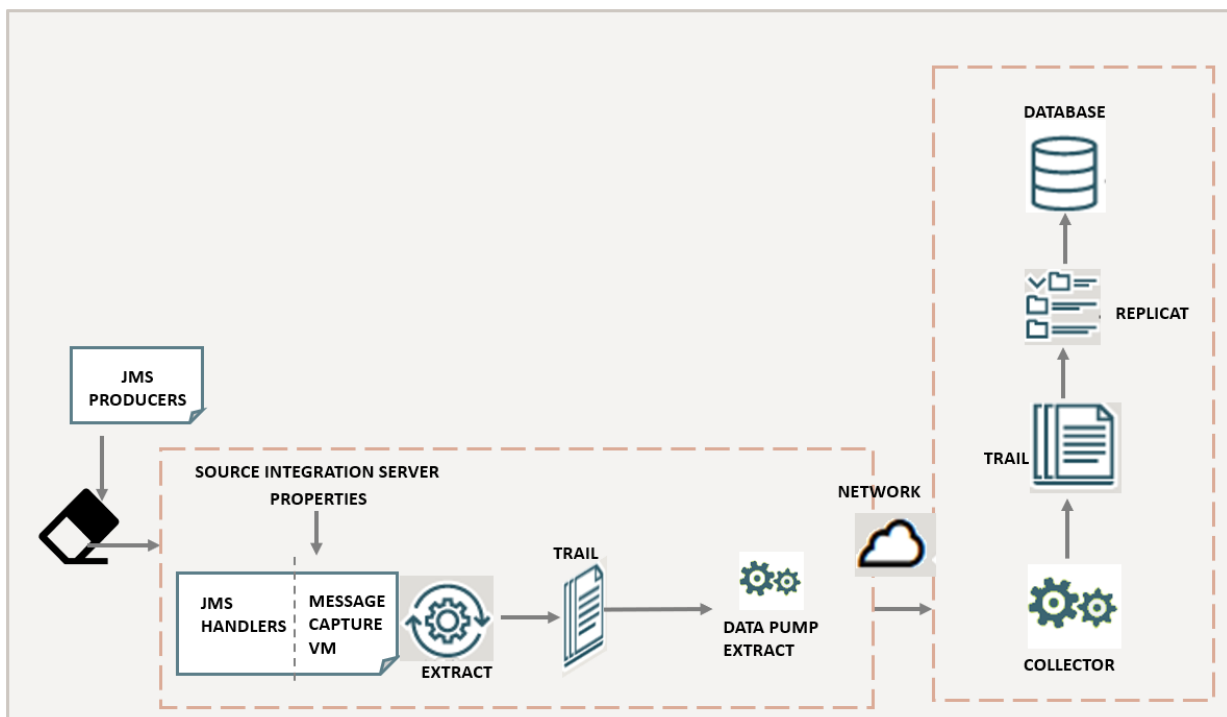 DATABASE
REPLICAT
JMS
PRODUCERS
TRAIL
SOURCE INTEGRATION SERVER
PROPERTIES
NETWORK
TRAIL
JMS
HANDLERS
MESSAGE
CAPTURE
VM
EXTRACT
DATA PUMP
EXTRACT
COLLECTOR